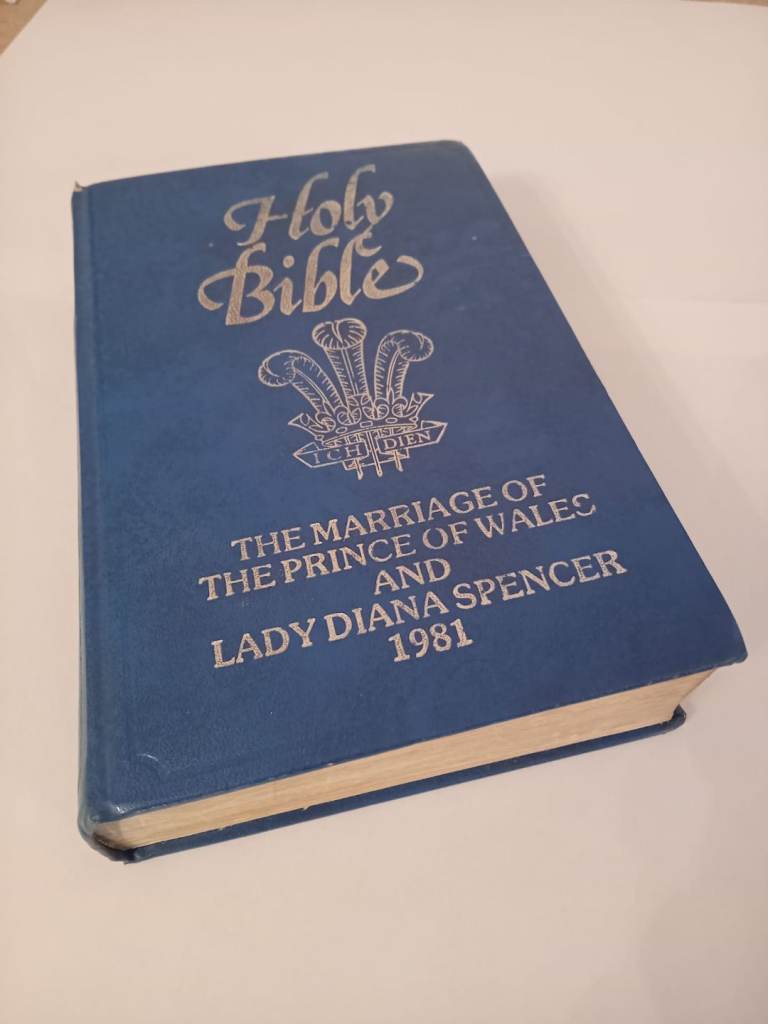 Holy
Bible
ICH DIEN
THE MARRIAGE OF
THE PRINCE OF WALES
AND
LADY DIANA SPENCER
1981